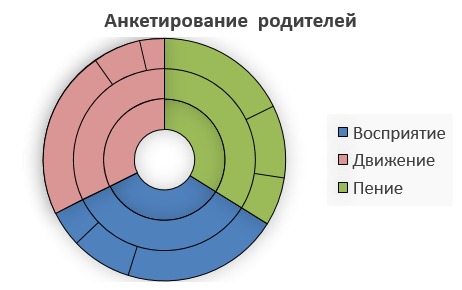 Анкетирование родителей
Восприятие
Движение
Пение